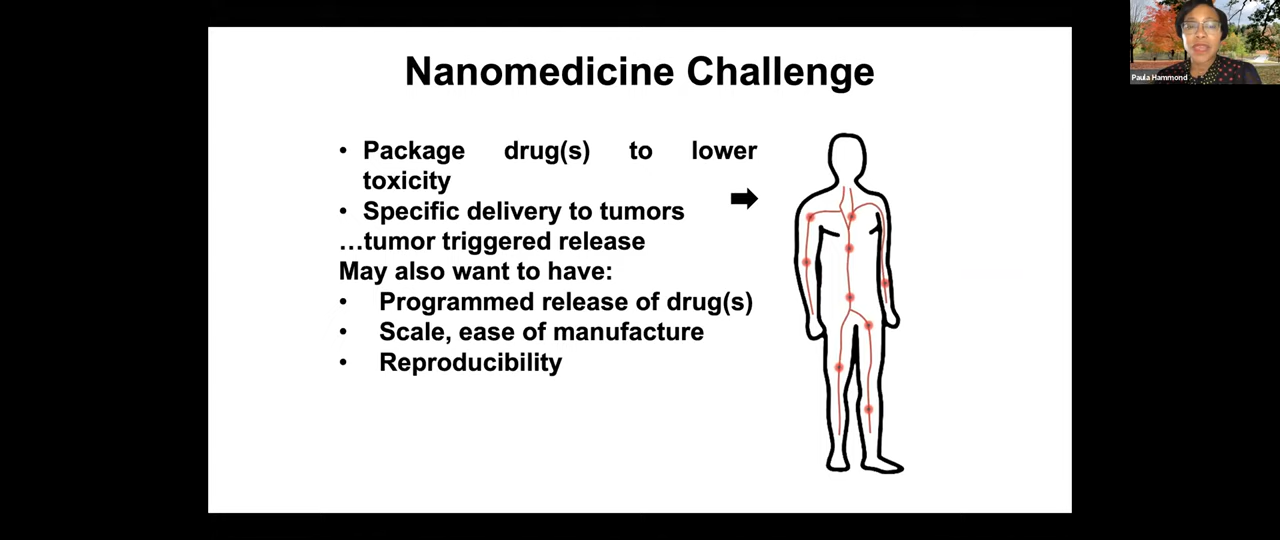 Nanomedicine Challenge
• Package drug(s) to lower
toxicity
• Specific delivery to tumors
…tumor triggered release
May also want to have:
• Programmed release of drug(s)
• Scale, ease of manufacture
• Reproducibility
Paula Hammond